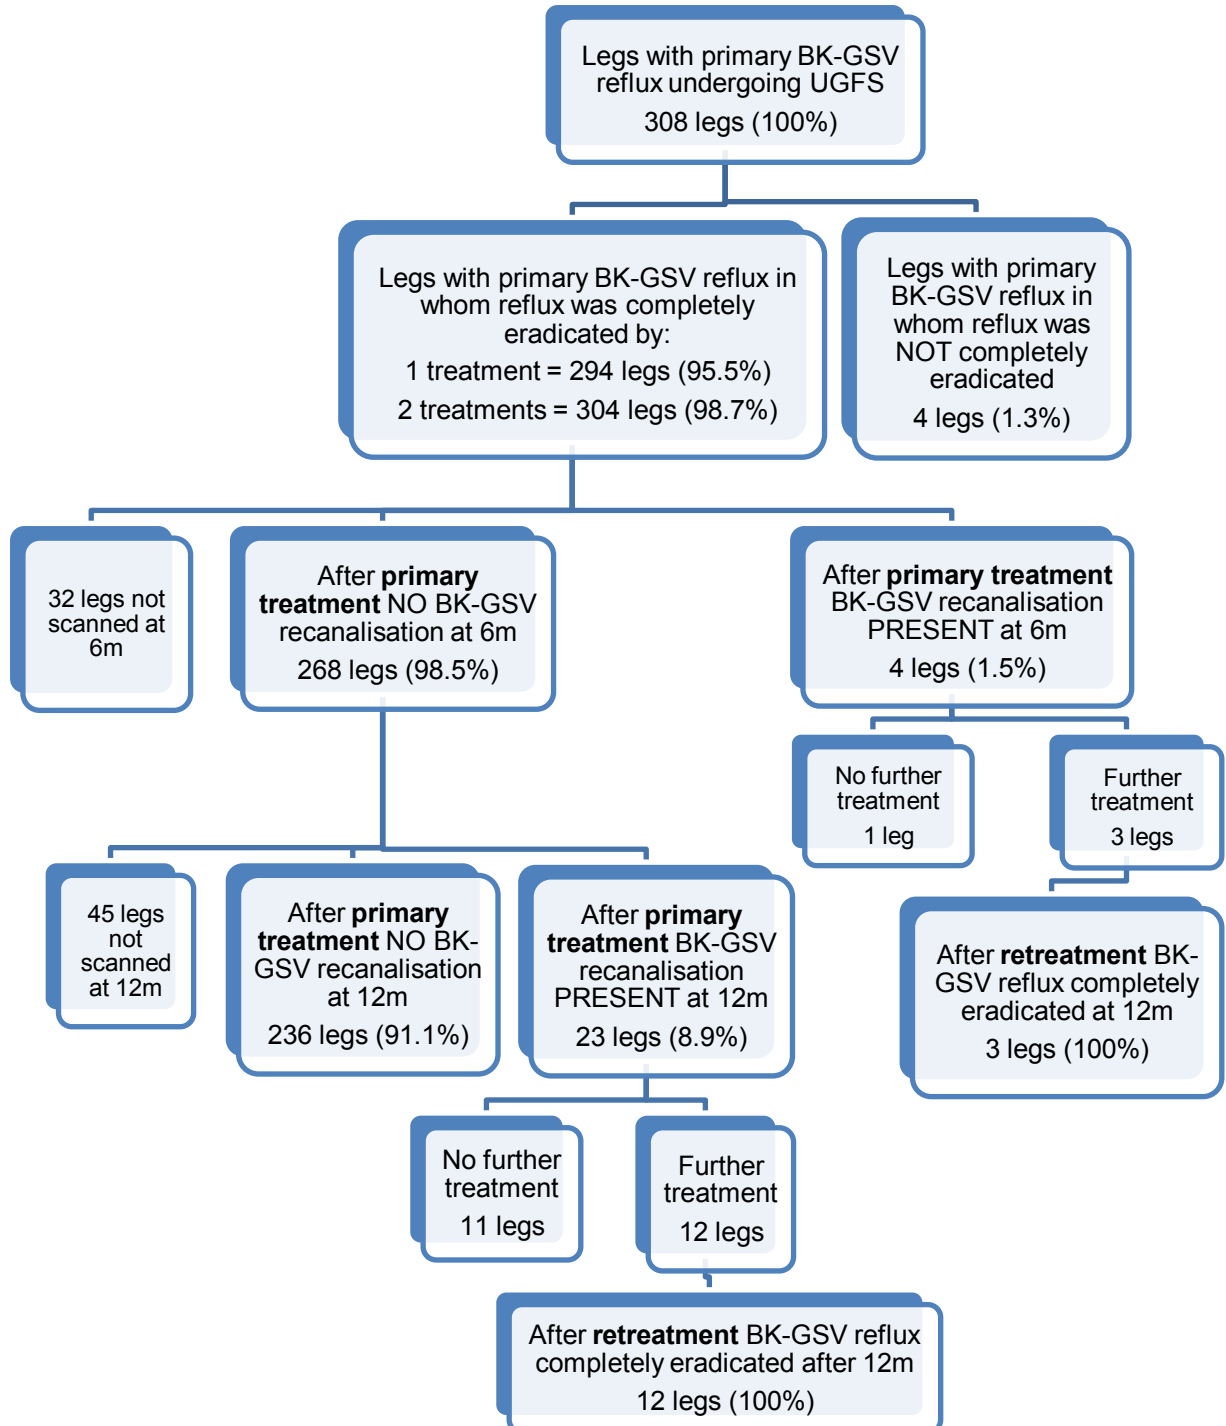 Legs with primary BK-GSV
reflux undergoing UGFS
308 legs (100%)
Legs with primary BK-GSV reflux in
whom reflux was completely
eradicated by:
1 treatment = 294 legs (95.5%)
2 treatments = 304 legs (98.7%)
Legs with primary
BK-GSV reflux in
whom reflux was
NOT completely
eradicated
4 legs (1.3%)
32 legs not
scanned at
6m
After primary
treatment NO BK-GSV
recanalisation at 6m
268 legs (98.5%)
After primary treatment
BK-GSV recanalisation
PRESENT at 6m
4 legs (1.5%)
No further
treatment
1 leg
Further
treatment
3 legs
45 legs
not
scanned
at 12m
After primary
treatment NO BK-
GSV recanalisation
at 12m
236 legs (91.1%)
After primary
treatment BK-GSV
recanalisation
PRESENT at 12m
23 legs (8.9%)
After retreatment BK-
GSV reflux completely
eradicated at 12m
3 legs (100%)
No further
treatment
11 legs
Further
treatment
12 legs
After retreatment BK-GSV reflux
completely eradicated after 12m
12 legs (100%)